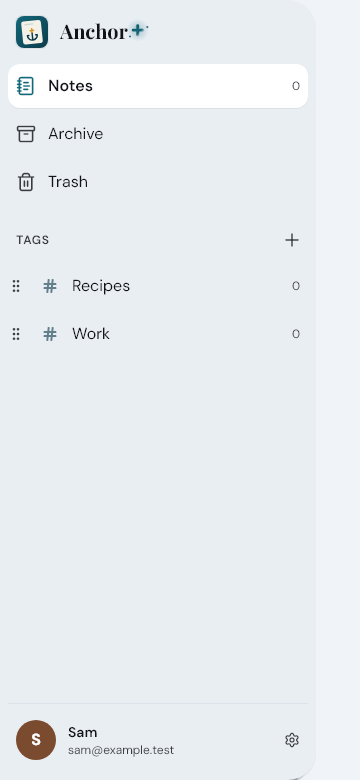 Anchor
Notes 0
Archive
Trash
TAGS
# Recipes 0
# Work 0
S
Sam
sam@example.test